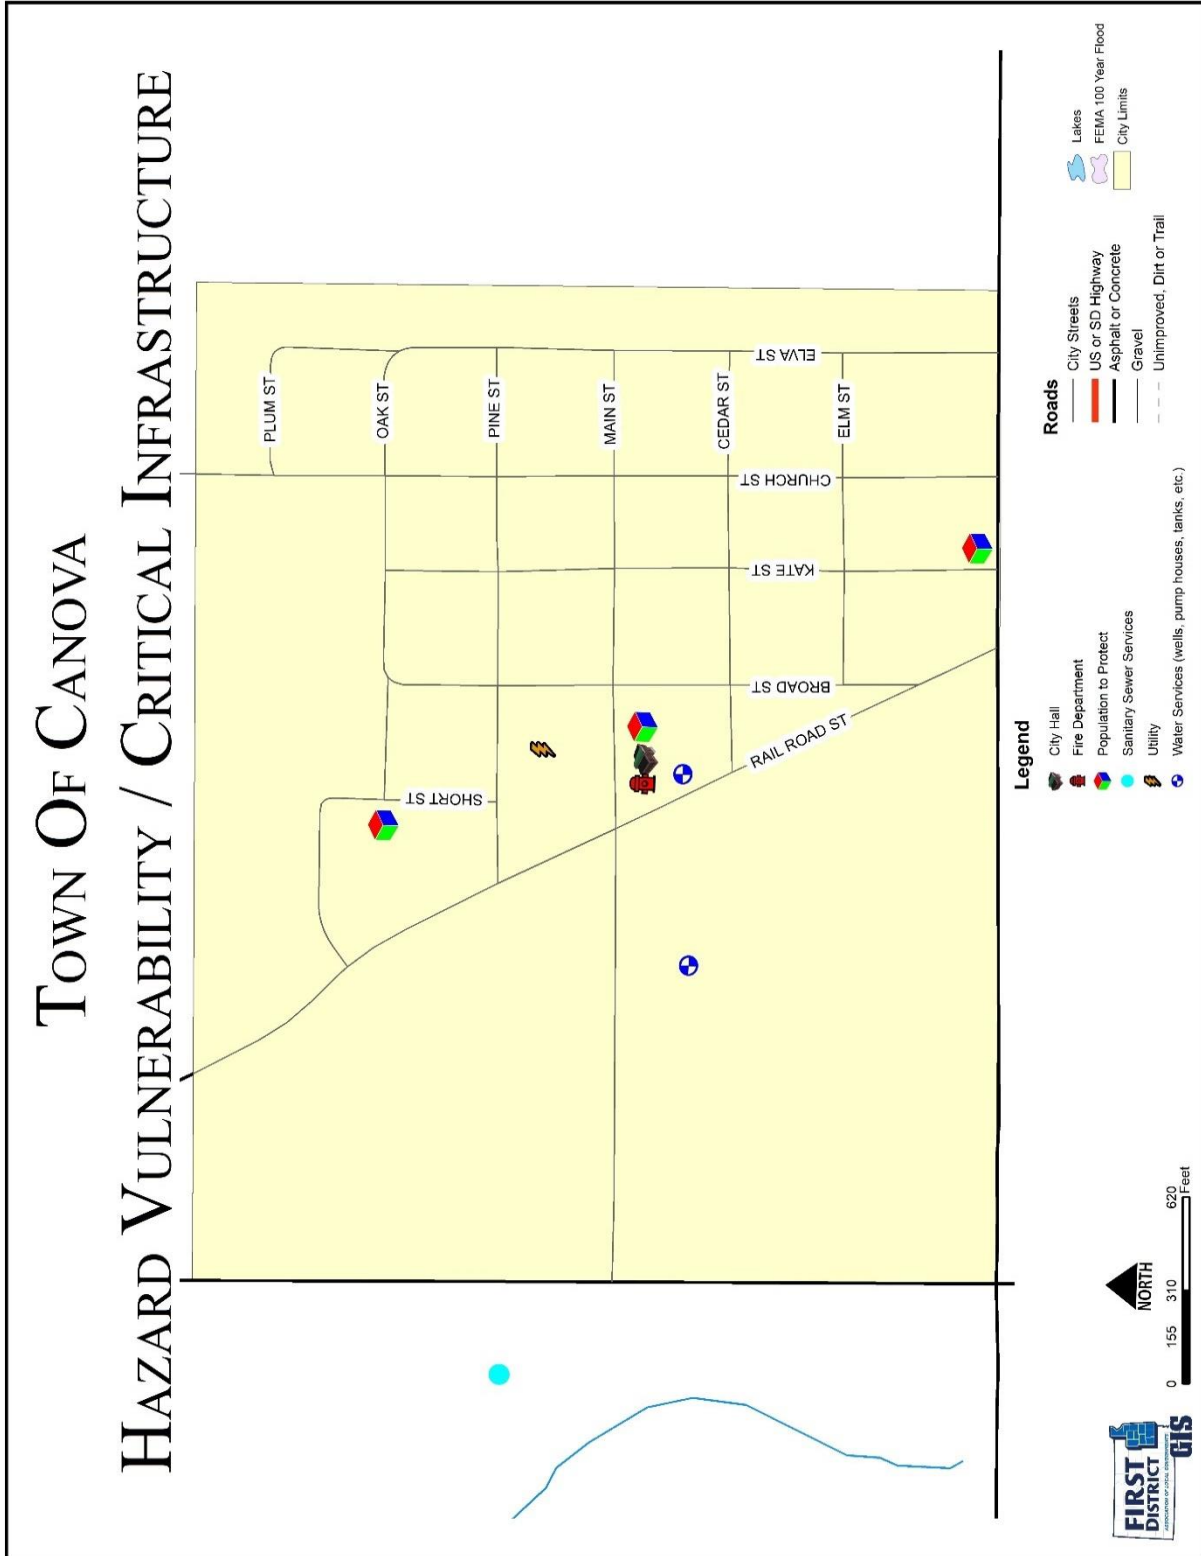 TOWN OF CANOVA
HAZARD VULNERABILITY / CRITICAL INFRASTRUCTURE
PLUM ST
OAK ST
PINE ST
MAIN ST
CEDAR ST
ELM ST
SHORT ST
RAIL ROAD ST
BROAD ST
KATE ST
CHURCH ST
ELVA ST
FIRST
DISTRICT
ASSOCIATION OF LOCAL GOVERNMENTS
GIS
NORTH
0 155 310 620
Feet
Legend
City Hall
Fire Department
Population to Protect
Sanitary Sewer Services
Utility
Water Services (wells, pump houses, tanks, etc.)
Roads
City Streets
US or SD Highway
Asphalt or Concrete
Gravel
Unimproved, Dirt or Trail
Lakes
FEMA 100 Year Flood
City Limits